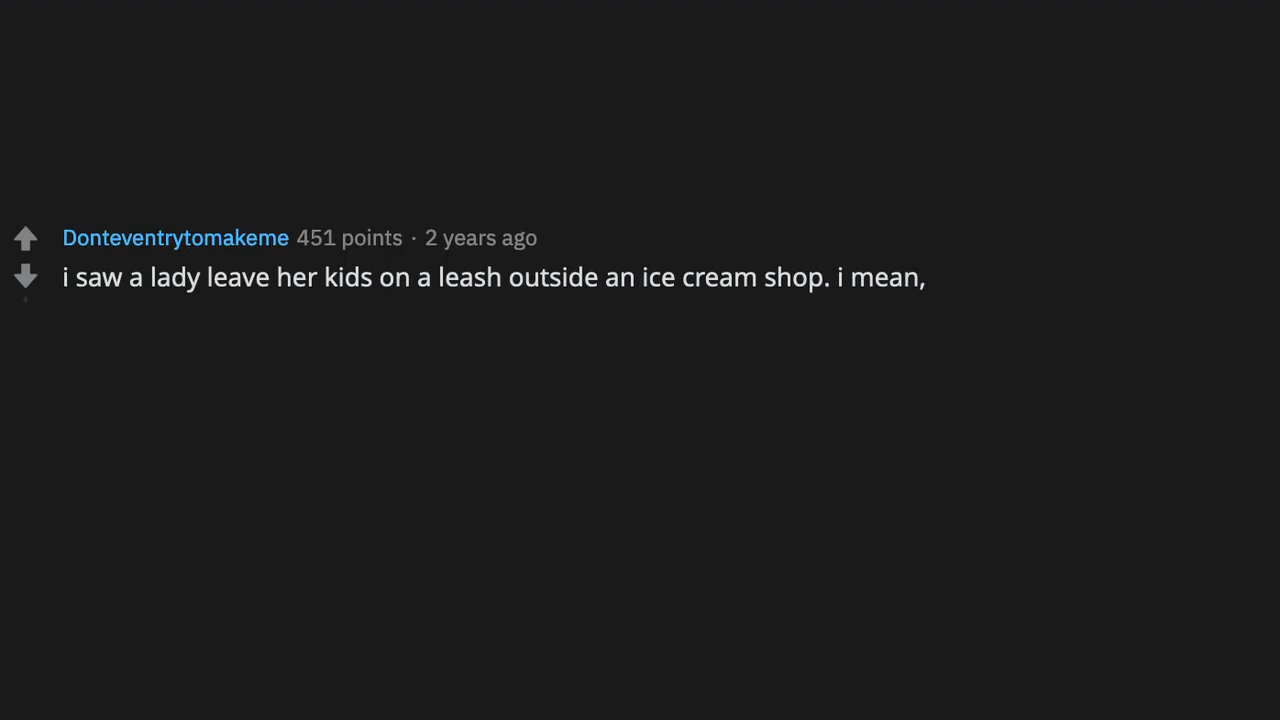 Donteventrytomakeme 451 points · 2 years ago
i saw a lady leave her kids on a leash outside an ice cream shop. i mean,